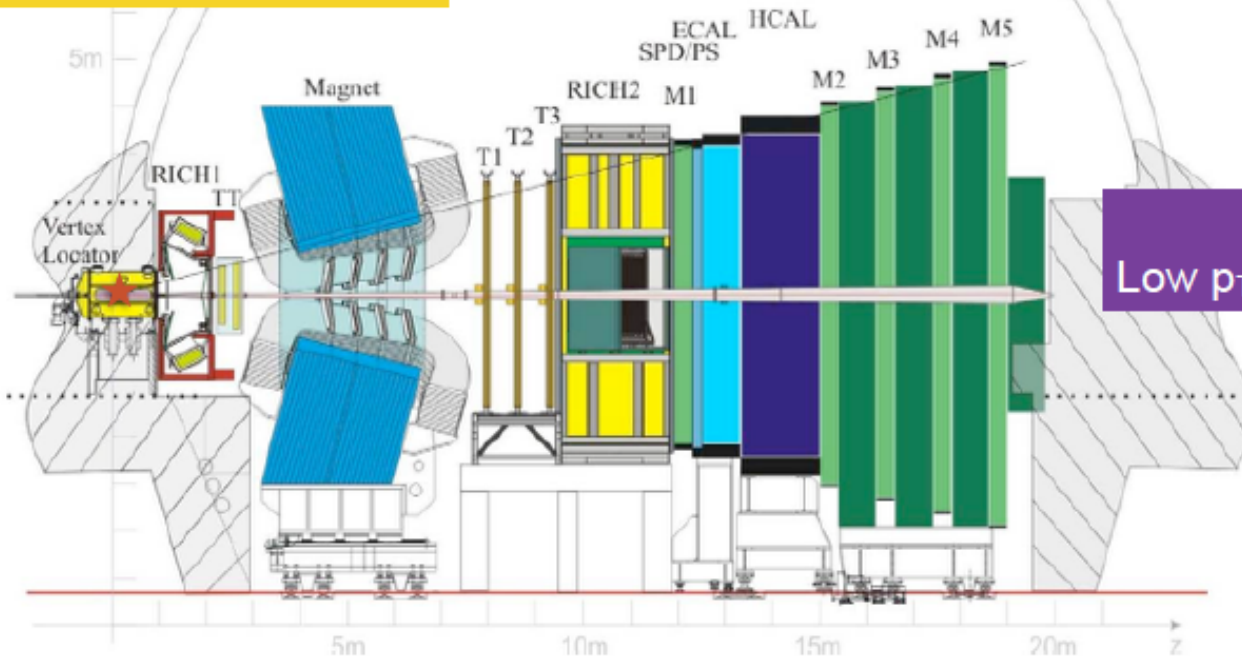 5m
Magnet
RICH1
TT
Vertex
Locator
T1
T2
T3
RICH2
SPD/PS
ECAL
HCAL
M1
M2
M3
M4
M5
5m
10m
15m
20m
z